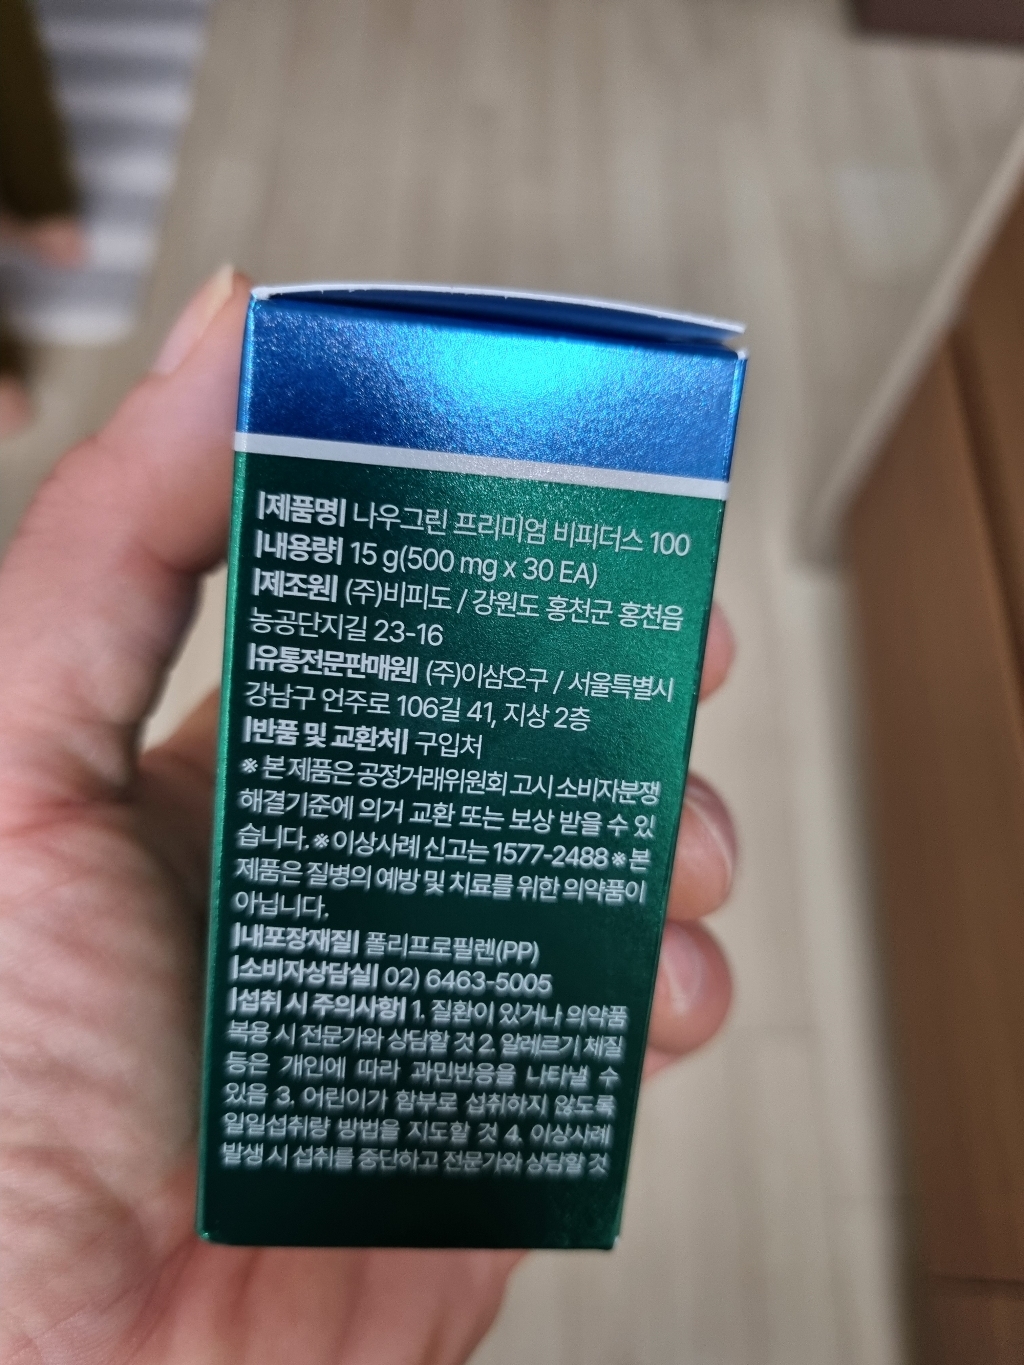 |제품명| 나우그린 프리미엄 비피더스 100
|내용량| 15 g(500 mg x 30 EA)
|제조원| (주)비피도 / 강원도 홍천군 홍천읍
농공단지길 23-16
|유통전문판매원| (주)이삼오구 / 서울특별시
강남구 언주로 106길 41, 지상 2층
|반품 및 교환처| 구입처
※ 본 제품은 공정거래위원회 고시 소비자분쟁
해결기준에 의거 교환 또는 보상 받을 수 있
습니다. ※ 이상사례 신고는 1577-2488 ※ 본
제품은 질병의 예방 및 치료를 위한 의약품이
아닙니다.
|내포장재질| 폴리프로필렌(PP)
|소비자상담실| 02) 6463-5005
|섭취 시 주의사항| 1. 질환이 있거나 의약품
복용 시 전문가와 상담할 것 2. 알레르기 체질
등은 개인에 따라 과민반응을 나타낼 수
있음 3. 어린이가 함부로 섭취하지 않도록
일일섭취량 방법을 지도할 것 4. 이상사례
발생 시 섭취를 중단하고 전문가와 상담할 것